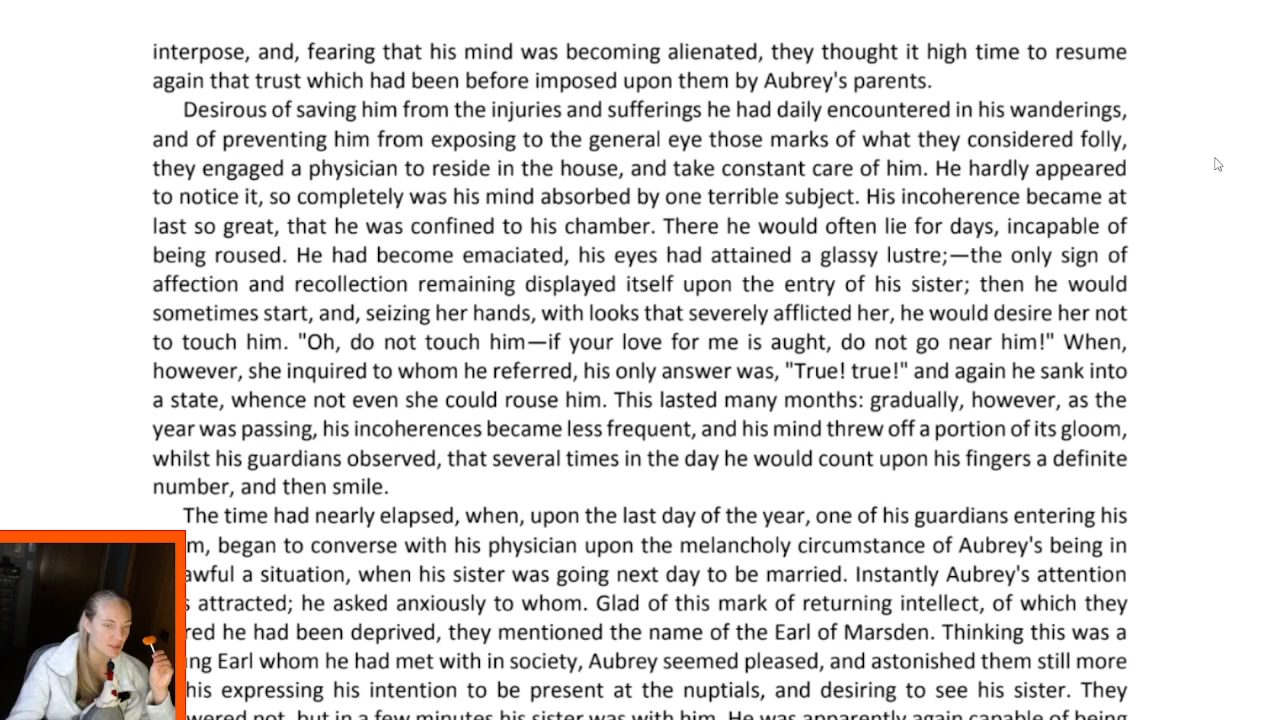 interpose, and, fearing that his mind was becoming alienated, they thought it high time to resume
again that trust which had been before imposed upon them by Aubrey's parents.
Desirous of saving him from the injuries and sufferings he had daily encountered in his wanderings,
and of preventing him from exposing to the general eye those marks of what they considered folly,
they engaged a physician to reside in the house, and take constant care of him. He hardly appeared
to notice it, so completely was his mind absorbed by one terrible subject. His incoherence became at
last so great, that he was confined to his chamber. There he would often lie for days, incapable of
being roused. He had become emaciated, his eyes had attained a glassy lustre;—the only sign of
affection and recollection remaining displayed itself upon the entry of his sister; then he would
sometimes start, and, seizing her hands, with looks that severely afflicted her, he would desire her not
to touch him. "Oh, do not touch him—if your love for me is aught, do not go near him!" When,
however, she inquired to whom he referred, his only answer was, "True! true!" and again he sank into
a state, whence not even she could rouse him. This lasted many months: gradually, however, as the
year was passing, his incoherences became less frequent, and his mind threw off a portion of its gloom,
whilst his guardians observed, that several times in the day he would count upon his fingers a definite
number, and then smile.
The time had nearly elapsed, when, upon the last day of the year, one of his guardians entering his
began to converse with his physician upon the melancholy circumstance of Aubrey's being in
awful a situation, when his sister was going next day to be married. Instantly Aubrey's attention
attracted; he asked anxiously to whom. Glad of this mark of returning intellect, of which they
he had been deprived, they mentioned the name of the Earl of Marsden. Thinking this was a
Earl whom he had met with in society, Aubrey seemed pleased, and astonished them still more
his expressing his intention to be present at the nuptials, and desiring to see his sister. They
not, but in a few minutes his sister was with him. He was apparently again capable of being